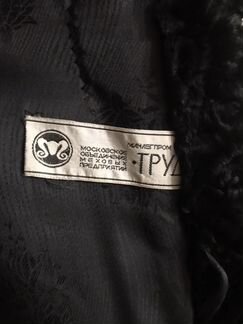 МОСКОВСКОЕ
ОБЪЕДИНЕНИЕ
МЕХОВЫХ
ПРЕДПРИЯТИЙ
МИНЛЕГПРОМ
·ТРУД